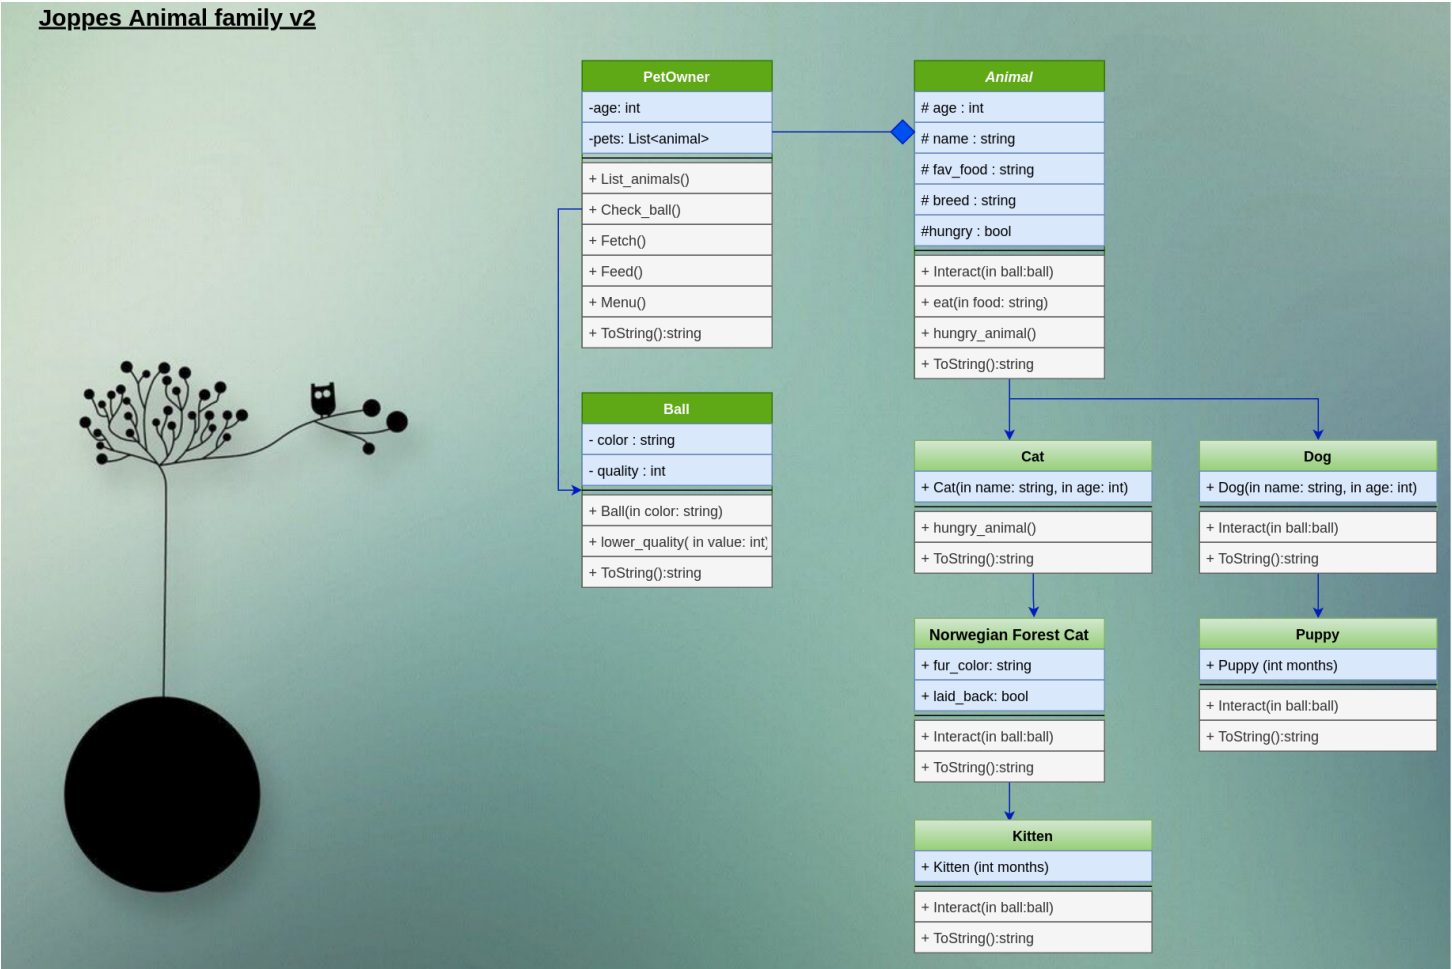 Joppes Animal family v2
PetOwner
-age: int
-pets: List<animal>
+ List_animals()
+ Check_ball()
+ Fetch()
+ Feed()
+ Menu()
+ ToString():string
Ball
- color : string
- quality : int
+ Ball(in color: string)
+ lower_quality( in value: int)
+ ToString():string
Animal
# age : int
# name : string
# fav_food : string
# breed : string
#hungry : bool
+ Interact(in ball:ball)
+ eat(in food: string)
+ hungry_animal()
+ ToString():string
Cat
+ Cat(in name: string, in age: int)
+ hungry_animal()
+ ToString():string
Dog
+ Dog(in name: string, in age: int)
+ Interact(in ball:ball)
+ ToString():string
Norwegian Forest Cat
+ fur_color: string
+ laid_back: bool
+ Interact(in ball:ball)
+ ToString():string
Puppy
+ Puppy (int months)
+ Interact(in ball:ball)
+ ToString():string
Kitten
+ Kitten (int months)
+ Interact(in ball:ball)
+ ToString():string